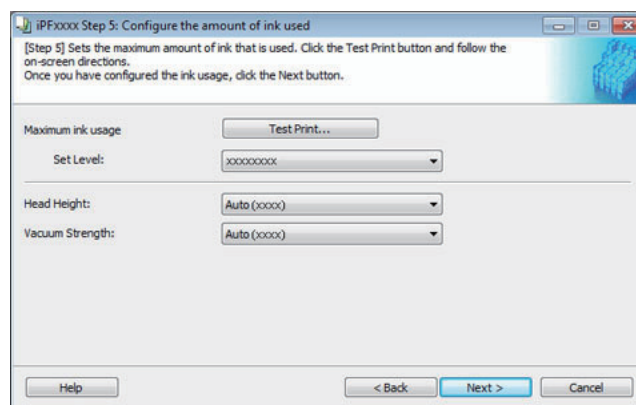 iPFxxxx Step 5: Configure the amount of ink used
[Step 5] Sets the maximum amount of ink that is used. Click the Test Print button and follow the
on-screen directions.
Once you have configured the ink usage, click the Next button.
Maximum ink usage
Test Print...
Set Level:
xxxxxxxx
Head Height:
Auto (xxxx)
Vacuum Strength:
Auto (xxxx)
Help
< Back
Next >
Cancel